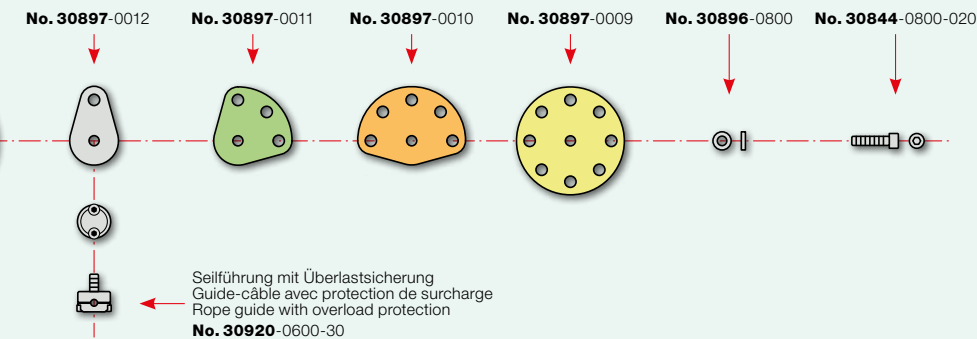 No. 30897-0012
No. 30897-0011
No. 30897-0010
No. 30897-0009
No. 30896-0800
No. 30844-0800-020
Seilführung mit Überlastsicherung
Guide-câble avec protection de surcharge
Rope guide with overload protection
No. 30920-0600-30